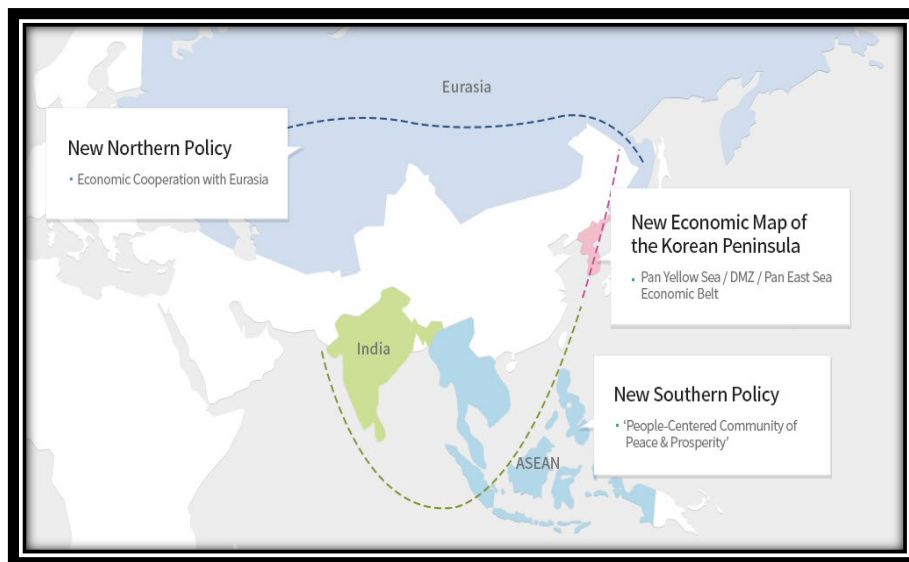 Eurasia
New Northern Policy
• Economic Cooperation with Eurasia
New Economic Map of
the Korean Peninsula
• Pan Yellow Sea / DMZ / Pan East Sea
Economic Belt
India
New Southern Policy
• ‘People-Centered Community of
Peace & Prosperity’
ASEAN